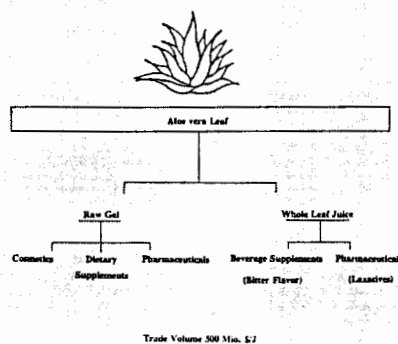 Aloe vera Leaf
Raw Gel
Whole Leaf Juice
Cosmetics
Dietary
Supplements
Pharmaceuticals
Beverage Supplements
(Bitter Flavor)
Pharmaceutical
(Laxatives)
Trade Volume 500 Mio.